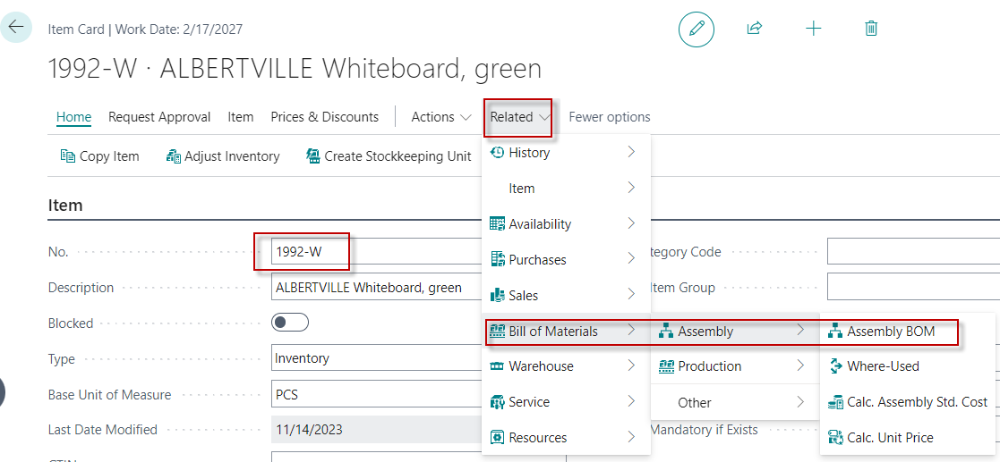 Item Card | Work Date: 2/17/2027
1992-W · ALBERTVILLE Whiteboard, green
Home Request Approval Item Prices & Discounts Actions Related Fewer options
Copy Item Adjust Inventory Create Stockkeeping Unit
History
Item
Item
Availability
No. 1992-W
tegory Code
Purchases
Description ALBERTVILLE Whiteboard, green
Item Group
Sales
Blocked
Bill of Materials Assembly Assembly BOM
Type Inventory
Warehouse Production Where-Used
Base Unit of Measure PCS
Service Other Calc. Assembly Std. Cost
Last Date Modified 11/14/2023
Mandatory if Exists
Resources Calc. Unit Price